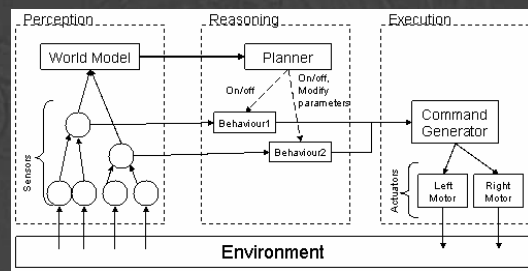 Perception
Reasoning
Execution
World Model
Planner
On/off
On/off,
Modify
parameters
Behaviour1
Behaviour2
Command
Generator
Sensors
Actuators
Left
Motor
Right
Motor
Environment